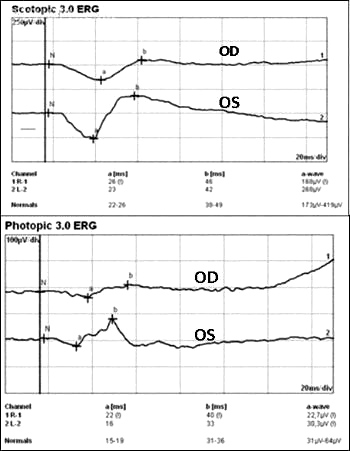 Scotopic 3.0 ERG
250µV·div
N
a
b
OD
1
N
a
b
OS
2
20ms·div
Channel a [ms] b [ms] a-wave
1 R-1 26 (!) 46 168µV (!)
2 L-2 23 42 288µV
Normals 22-26 39-49 173µV-419µV
Photopic 3.0 ERG
100µV·div
N
a
b
OD
1
N
a
b
OS
2
20ms·div
Channel a [ms] b [ms] a-wave
1 R-1 22 (!) 40 (!) 22,7µV (!)
2 L-2 16 33 30,3µV (!)
Normals 15-19 31-36 31µV-64µV